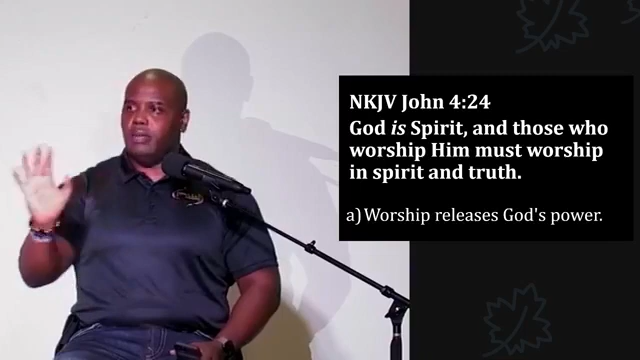 NKJV John 4:24
God is Spirit, and those who
worship Him must worship
in spirit and truth.
a) Worship releases God's power.